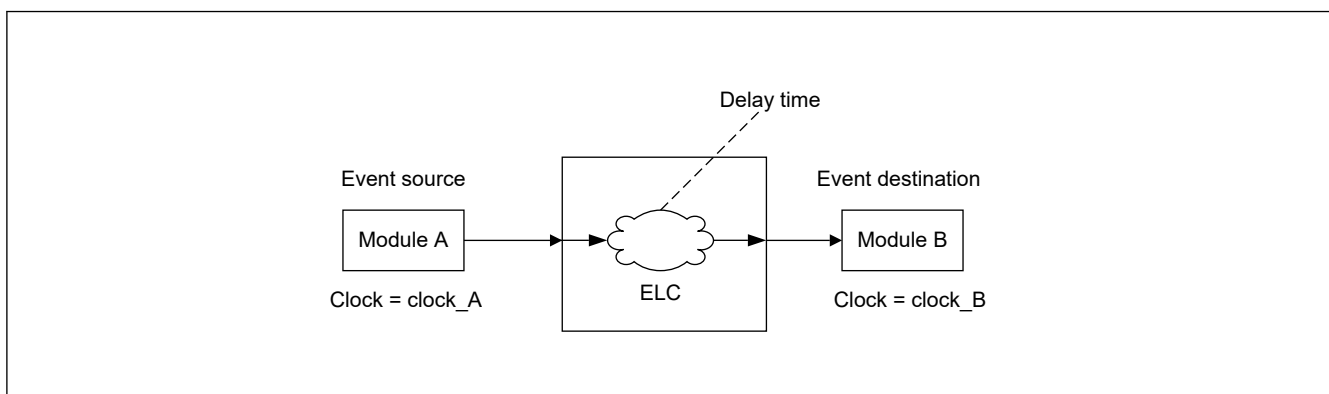 Delay time
Event source
Event destination
Module A
Module B
ELC
Clock = clock_A
Clock = clock_B